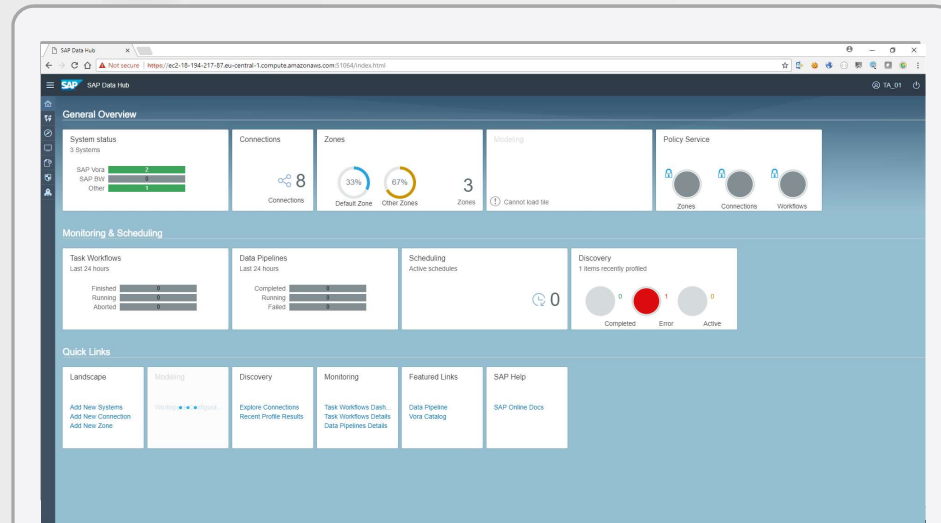 SAP Data Hub
Not secure | https://ec2-18-194-217-87.eu-central-1.compute.amazonaws.com:51064/index.html
SAP SAP Data Hub TA_01
General Overview
System status
3 Systems
SAP Vora 2
SAP BW 0
Other 1
Connections
8
Connections
Zones
33%
Default Zone
67%
Other Zones
3
Zones
Modeling
Cannot load tile
Policy Service
Zones
Connections
Workflows
Monitoring & Scheduling
Task Workflows
Last 24 hours
Finished 0
Running 0
Aborted 0
Data Pipelines
Last 24 hours
Completed 0
Running 0
Failed 0
Scheduling
Active schedules
0
Discovery
1 items recently profiled
0
Completed
1
Error
0
Active
Quick Links
Landscape
Add New Systems
Add New Connection
Add New Zone
Modeling
Discovery
Explore Connections
Recent Profile Results
Monitoring
Task Workflows Dash...
Task Workflows Details
Data Pipelines Details
Featured Links
Data Pipeline
Vora Catalog
SAP Help
SAP Online Docs